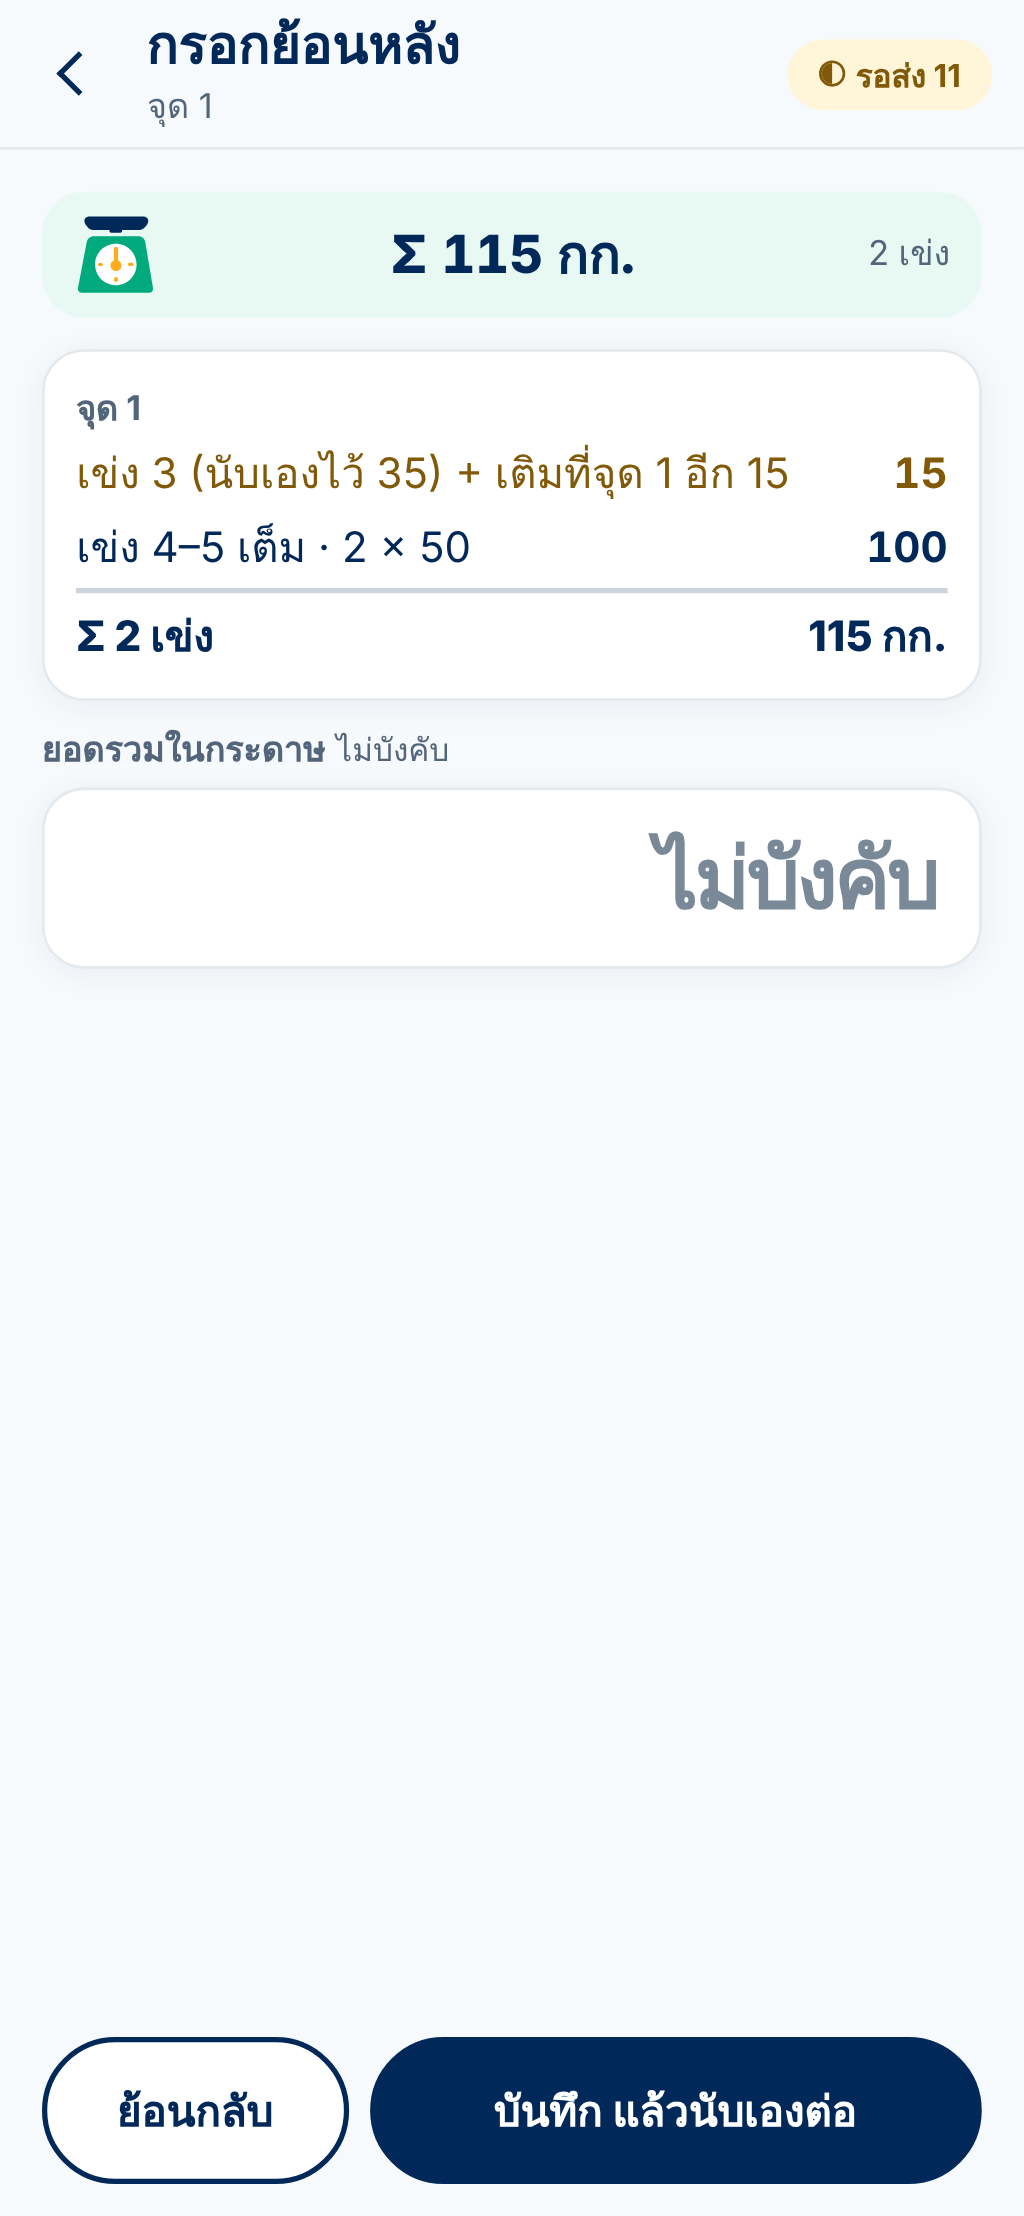 กรอกย้อนหลัง
จุด 1
รอส่ง 11
Σ 115 กก.
2 เข่ง
จุด 1
เข่ง 3 (นับเองไว้ 35) + เติมที่จุด 1 อีก 15 15
เข่ง 4–5 เต็ม · 2 × 50 100
Σ 2 เข่ง 115 กก.
ยอดรวมในกระดาษ ไม่บังคับ
ไม่บังคับ
ย้อนกลับ
บันทึก แล้วนับเองต่อ